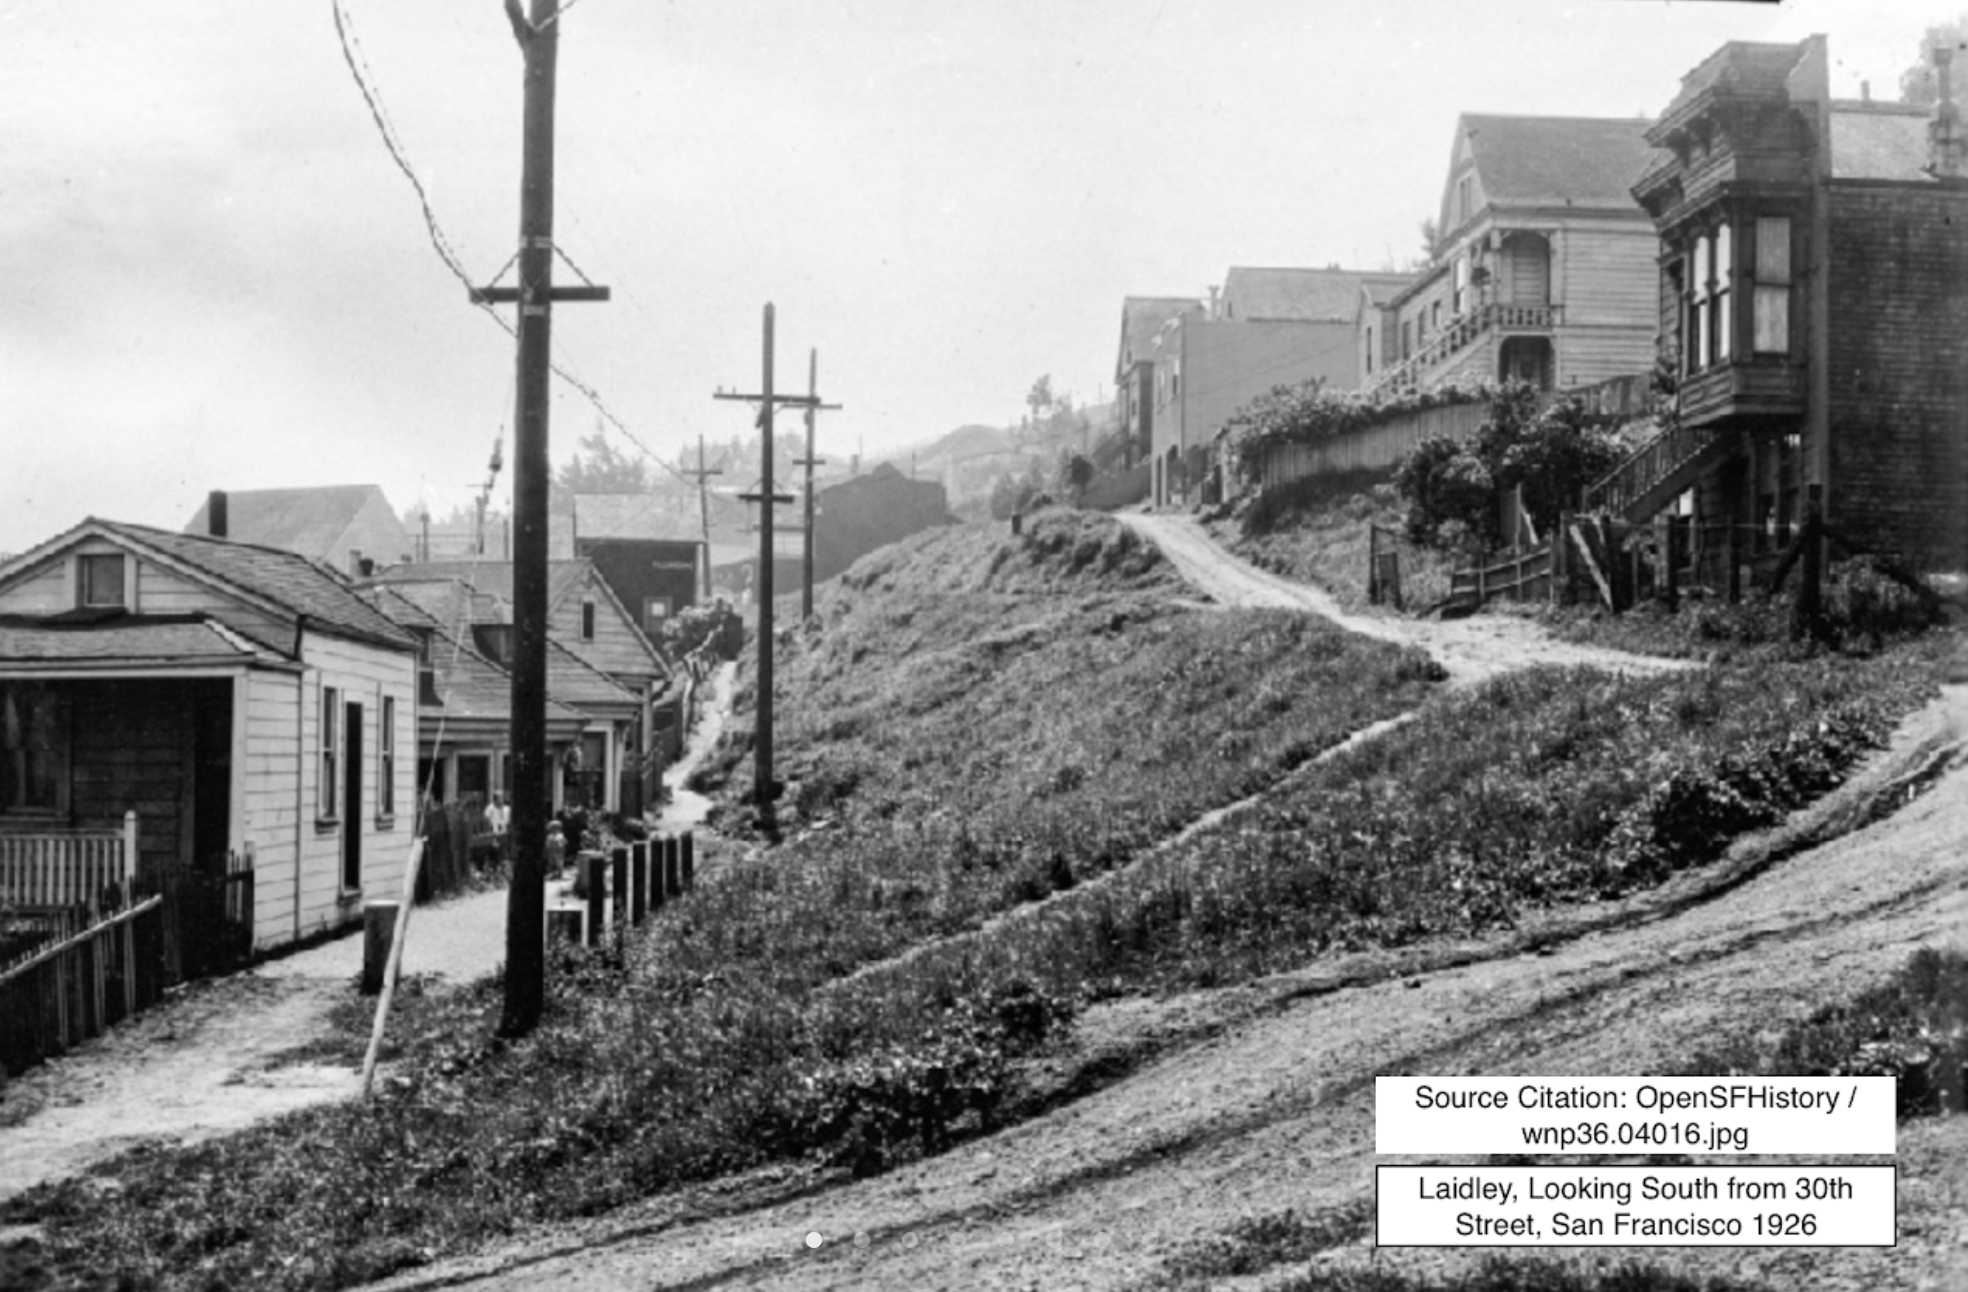 Source Citation: OpenSFHistory /
wnp36.04016.jpg
Laidley, Looking South from 30th
Street, San Francisco 1926